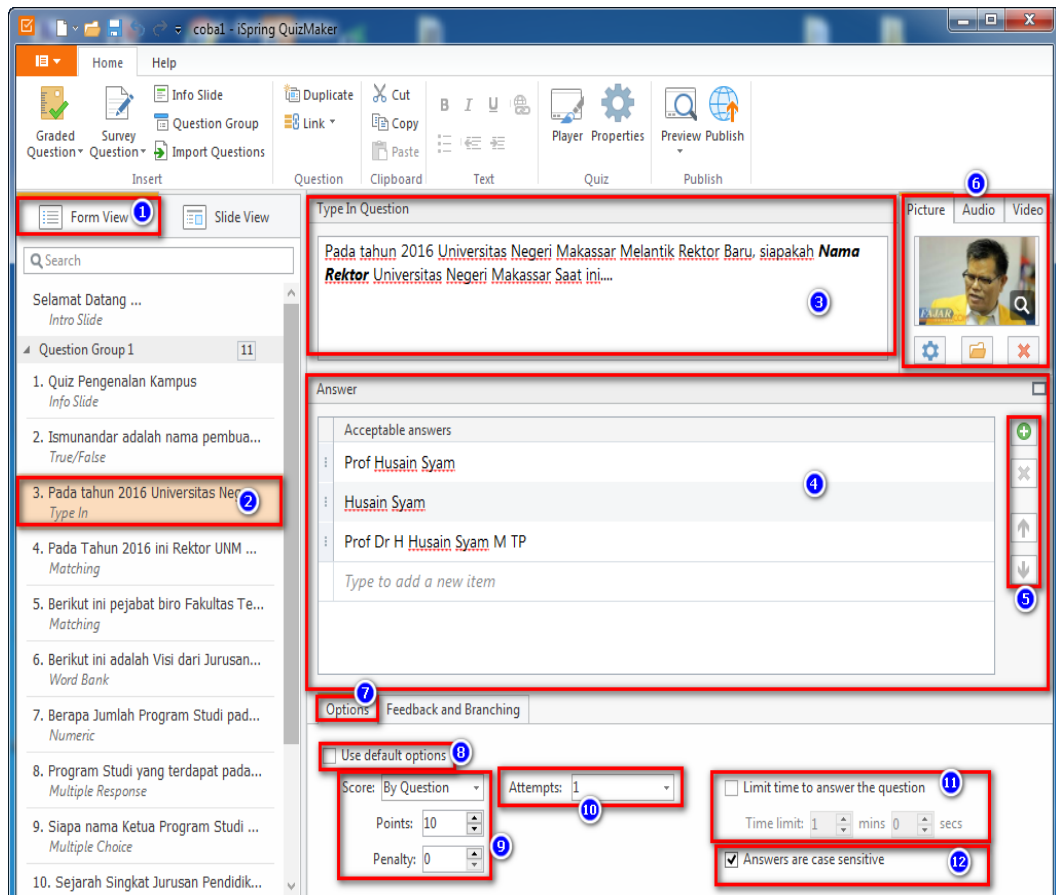 coba1 - iSpring QuizMaker
Home Help
Graded Question
Survey Question
Info Slide
Question Group
Import Questions
Insert
Duplicate
Link
Question
Cut
Copy
Paste
Clipboard
B I U
Text
Player Properties
Quiz
Preview Publish
Publish
Form View 1 Slide View
Search
Selamat Datang ...
Intro Slide
Question Group 1 11
1. Quiz Pengenalan Kampus
Info Slide
2. Ismunandar adalah nama pembua...
True/False
3. Pada tahun 2016 Universitas Neg
2
Type In
4. Pada Tahun 2016 ini Rektor UNM ...
Matching
5. Berikut ini pejabat biro Fakultas Te...
Matching
6. Berikut ini adalah Visi dari Jurusan...
Word Bank
7. Berapa Jumlah Program Studi pad...
Numeric
8. Program Studi yang terdapat pada...
Multiple Response
9. Siapa nama Ketua Program Studi ...
Multiple Choice
10. Sejarah Singkat Jurusan Pendidik...
Type In Question
Pada tahun 2016 Universitas Negeri Makassar Melantik Rektor Baru, siapakah Nama
Rektor Universitas Negeri Makassar Saat ini....
3
6
Picture Audio Video
FAJAR
Answer
Acceptable answers
Prof Husain Syam
Husain Syam
Prof Dr H Husain Syam M TP
Type to add a new item
4
5
7
Options Feedback and Branching
Use default options 8
Score: By Question
Points: 10
Penalty: 0
9
Attempts: 1
10
Limit time to answer the question 11
Time limit: 1 mins 0 secs
Answers are case sensitive 12